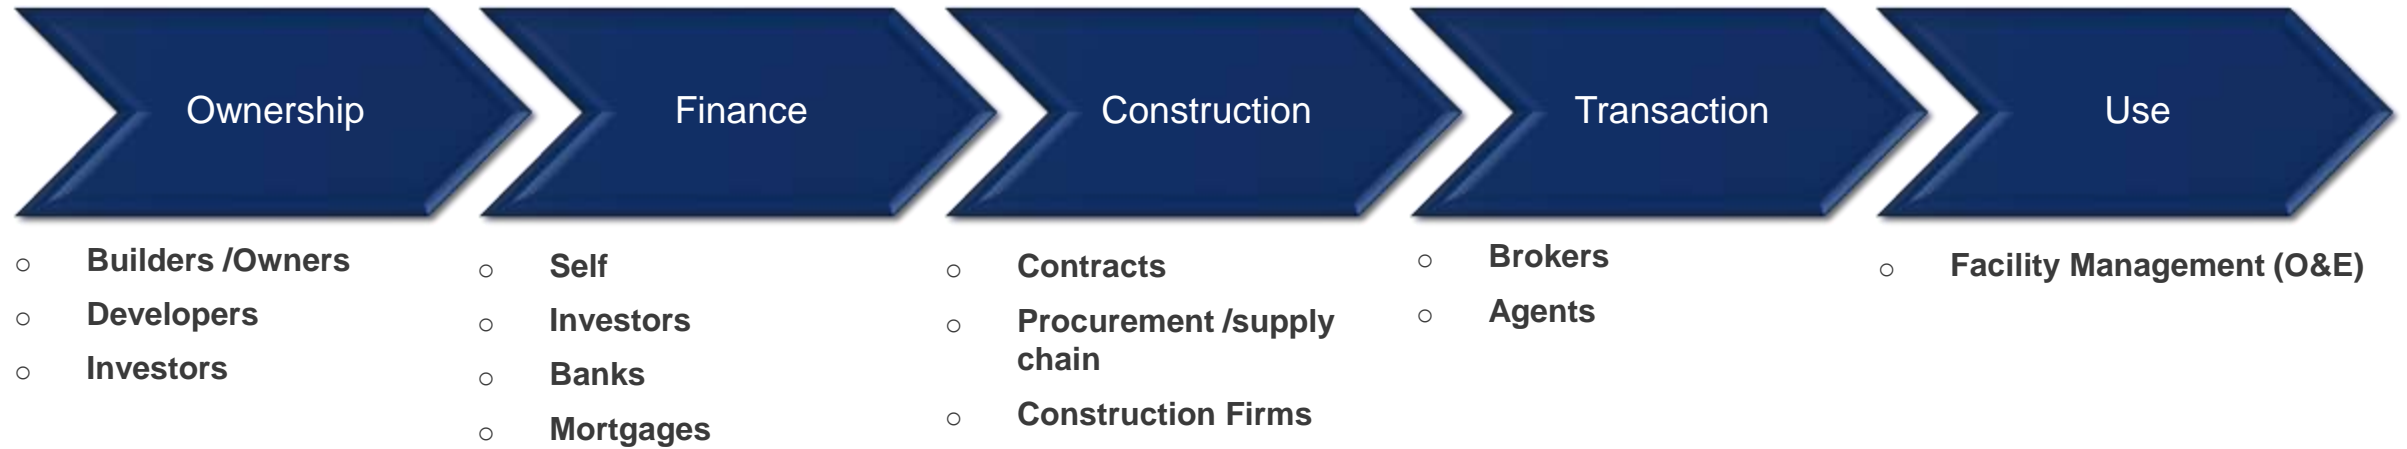 Ownership
Finance
Construction
Transaction
Use
Builders /Owners
Developers
Investors
Self
Investors
Banks
Mortgages
Contracts
Procurement /supply
chain
Construction Firms
Brokers
Agents
Facility Management (O&E)